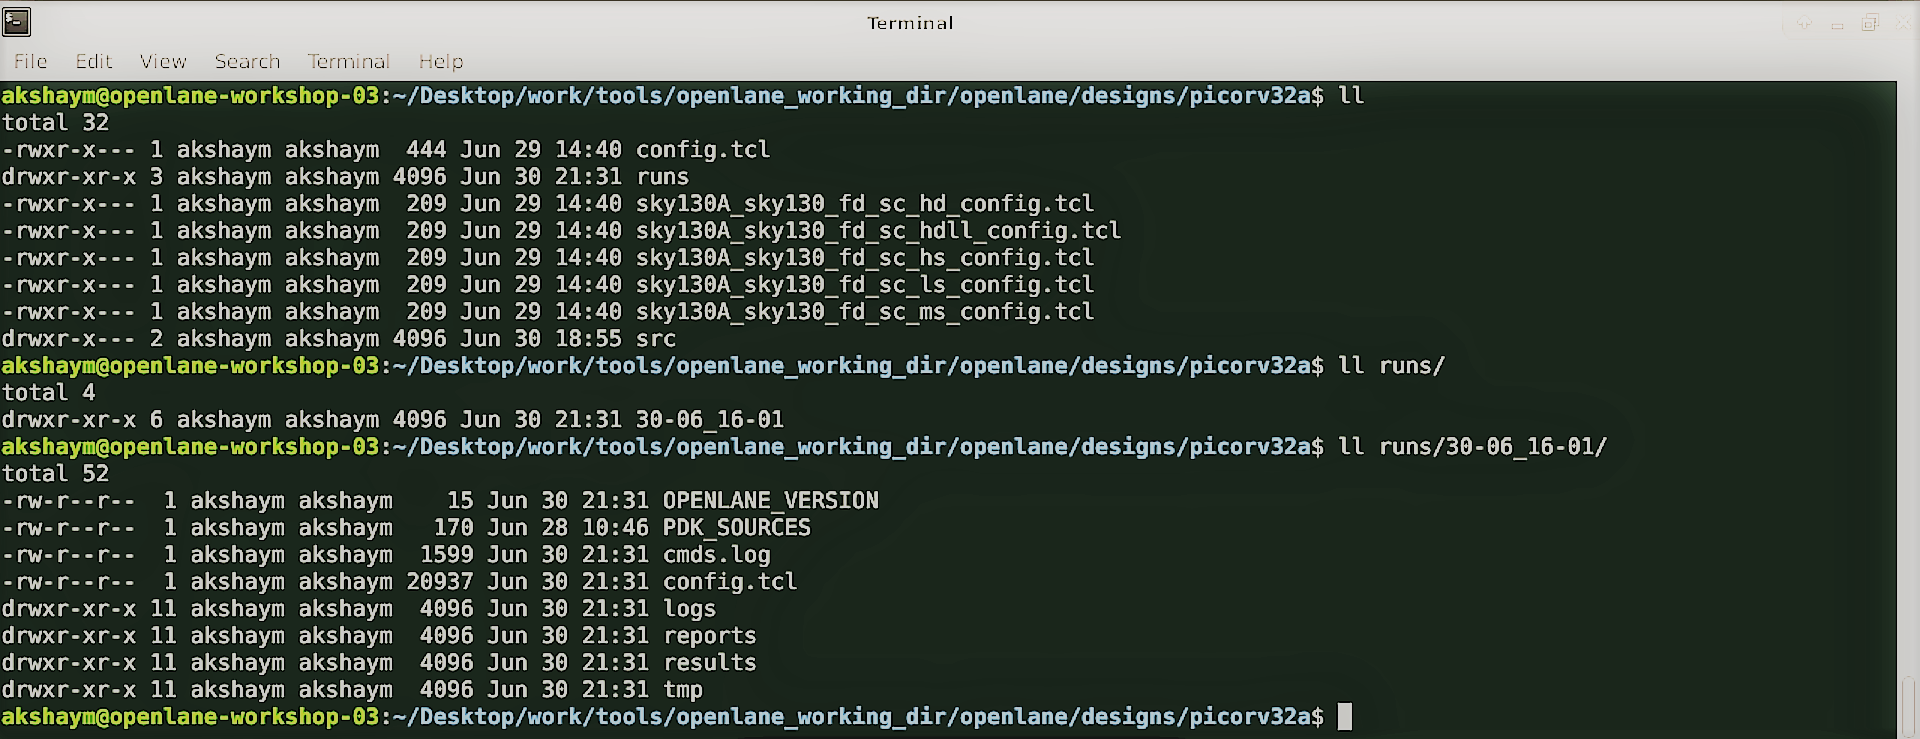 Terminal
File Edit View Search Terminal Help
akshaym@openlane-workshop-03:~/Desktop/work/tools/openlane_working_dir/openlane/designs/picorv32a$ ll
total 32
-rwxr-x--- 1 akshaym akshaym  444 Jun 29 14:40 config.tcl
drwxr-xr-x 3 akshaym akshaym 4096 Jun 30 21:31 runs
-rwxr-x--- 1 akshaym akshaym  209 Jun 29 14:40 sky130A_sky130_fd_sc_hd_config.tcl
-rwxr-x--- 1 akshaym akshaym  209 Jun 29 14:40 sky130A_sky130_fd_sc_hdll_config.tcl
-rwxr-x--- 1 akshaym akshaym  209 Jun 29 14:40 sky130A_sky130_fd_sc_hs_config.tcl
-rwxr-x--- 1 akshaym akshaym  209 Jun 29 14:40 sky130A_sky130_fd_sc_ls_config.tcl
-rwxr-x--- 1 akshaym akshaym  209 Jun 29 14:40 sky130A_sky130_fd_sc_ms_config.tcl
drwxr-x--- 2 akshaym akshaym 4096 Jun 30 18:55 src
akshaym@openlane-workshop-03:~/Desktop/work/tools/openlane_working_dir/openlane/designs/picorv32a$ ll runs/
total 4
drwxr-xr-x 6 akshaym akshaym 4096 Jun 30 21:31 30-06_16-01
akshaym@openlane-workshop-03:~/Desktop/work/tools/openlane_working_dir/openlane/designs/picorv32a$ ll runs/30-06_16-01/
total 52
-rw-r--r--  1 akshaym akshaym    15 Jun 30 21:31 OPENLANE_VERSION
-rw-r--r--  1 akshaym akshaym   170 Jun 28 10:46 PDK_SOURCES
-rw-r--r--  1 akshaym akshaym  1599 Jun 30 21:31 cmds.log
-rw-r--r--  1 akshaym akshaym 20937 Jun 30 21:31 config.tcl
drwxr-xr-x 11 akshaym akshaym  4096 Jun 30 21:31 logs
drwxr-xr-x 11 akshaym akshaym  4096 Jun 30 21:31 reports
drwxr-xr-x 11 akshaym akshaym  4096 Jun 30 21:31 results
drwxr-xr-x 11 akshaym akshaym  4096 Jun 30 21:31 tmp
akshaym@openlane-workshop-03:~/Desktop/work/tools/openlane_working_dir/openlane/designs/picorv32a$